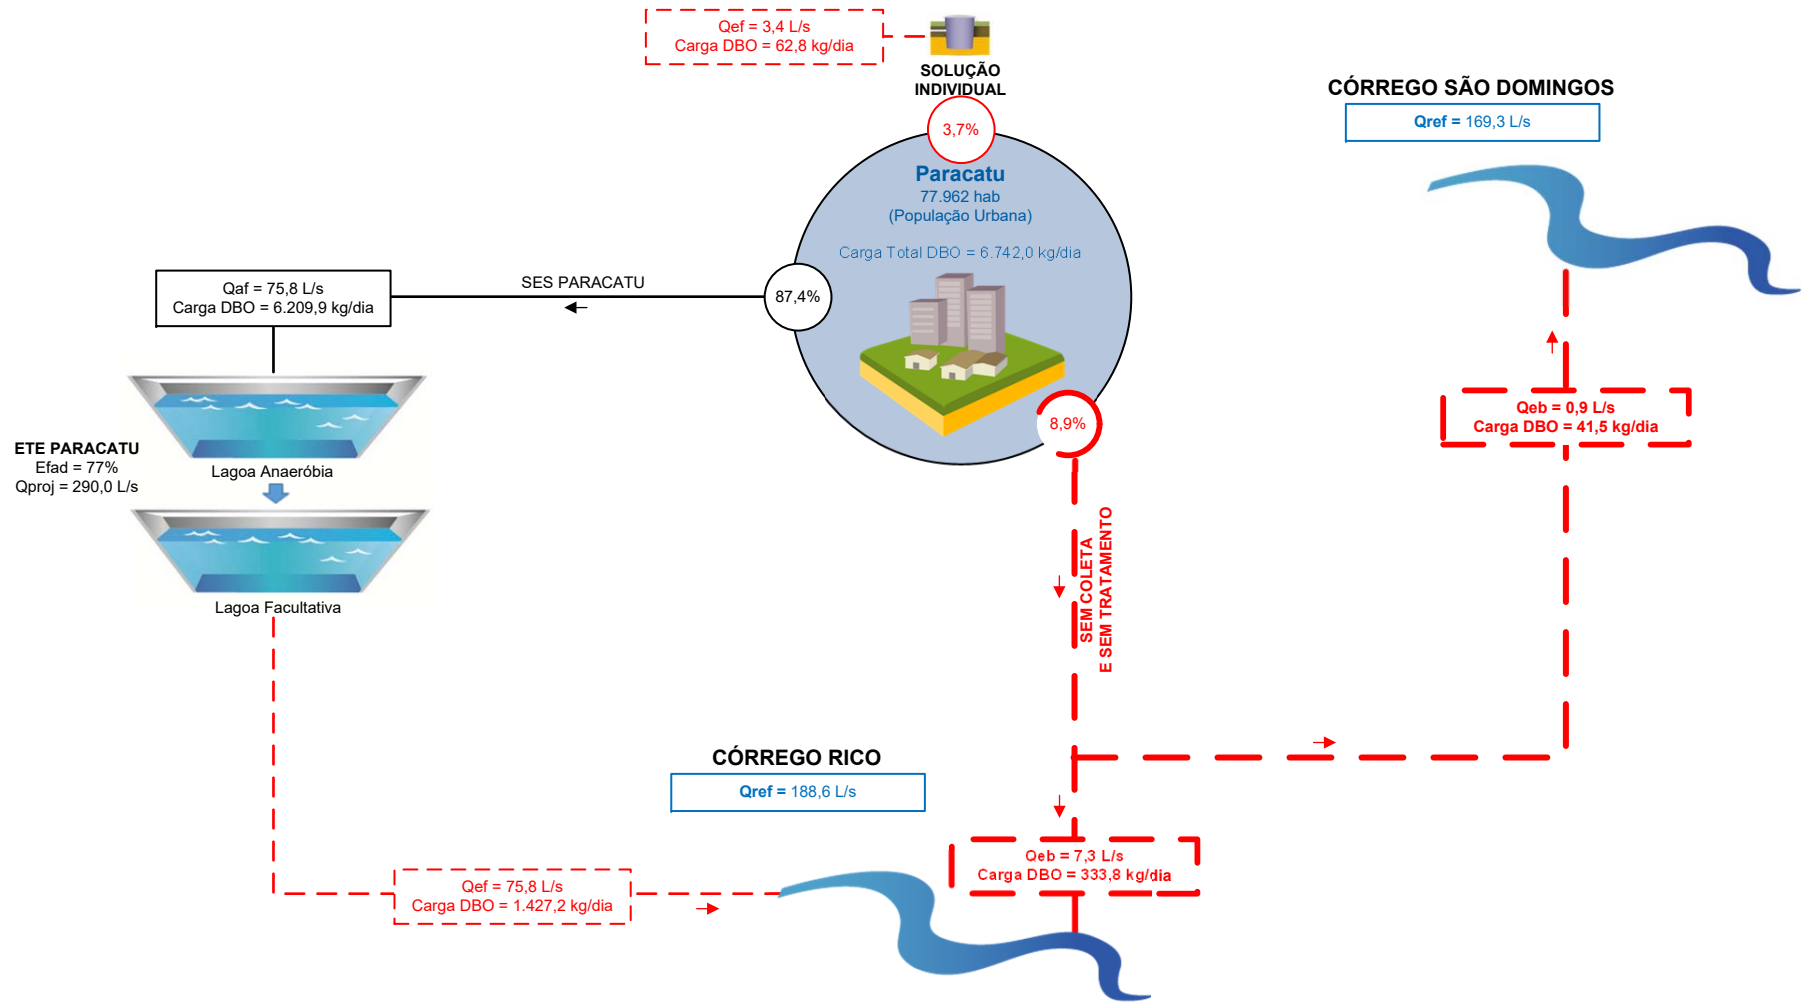 Qef = 3,4 L/s
Carga DBO = 62,8 kg/dia
SOLUÇÃO
INDIVIDUAL
3,7%
Paracatu
77.962 hab
(População Urbana)
Carga Total DBO = 6.742,0 kg/dia
87,4%
8,9%
SES PARACATU
Qaf = 75,8 L/s
Carga DBO = 6.209,9 kg/dia
ETE PARACATU
Efad = 77%
Qproj = 290,0 L/s
Lagoa Anaeróbia
Lagoa Facultativa
SEM COLETA
E SEM TRATAMENTO
CÓRREGO SÃO DOMINGOS
Qref = 169,3 L/s
Qeb = 0,9 L/s
Carga DBO = 41,5 kg/dia
CÓRREGO RICO
Qref = 188,6 L/s
Qeb = 7,3 L/s
Carga DBO = 333,8 kg/dia
Qef = 75,8 L/s
Carga DBO = 1.427,2 kg/dia